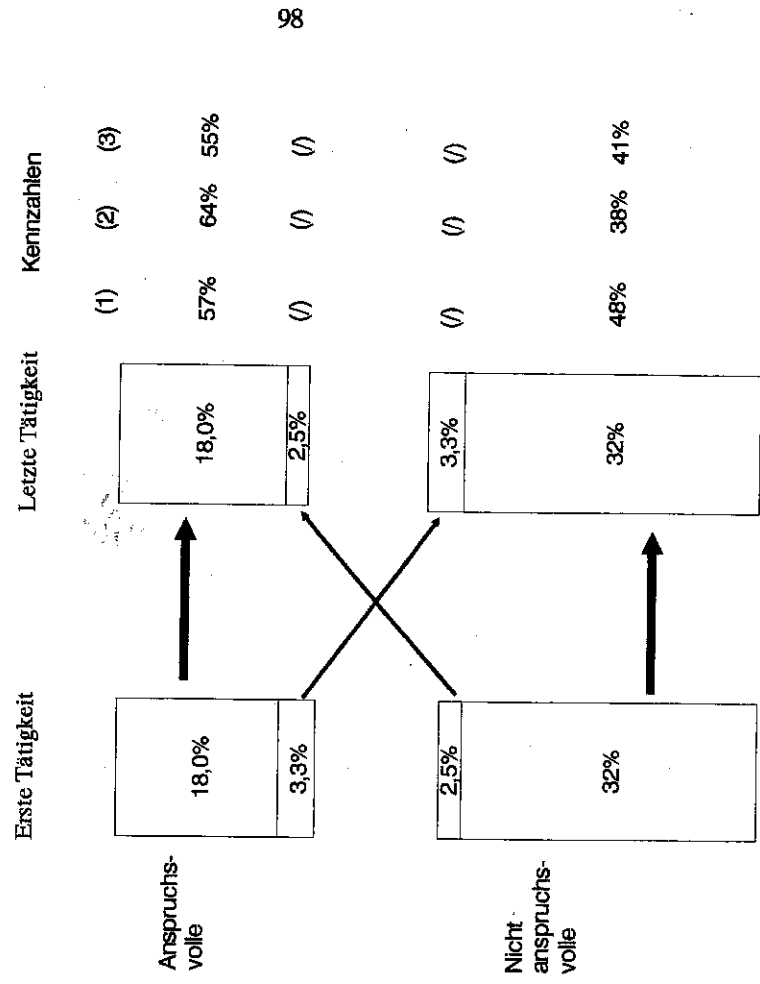 98
Erste Tätigkeit Letzte Tätigkeit Kennzahlen
(1) (2) (3)
Anspruchs-
volle
18,0% 18,0% 57% 64% 55%
3,3% 2,5% (/) (/) (/)
2,5% 3,3% (/) (/) (/)
Nicht
anspruchs-
volle
32% 32% 48% 38% 41%